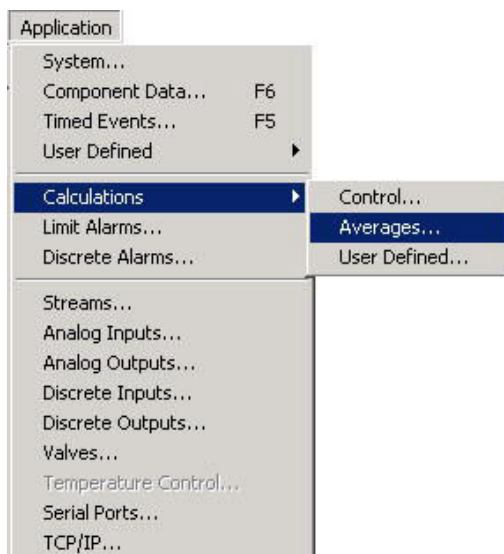 Application
System...
Component Data... F6
Timed Events... F5
User Defined
Calculations
Control...
Limit Alarms...
Averages...
Discrete Alarms...
User Defined...
Streams...
Analog Inputs...
Analog Outputs...
Discrete Inputs...
Discrete Outputs...
Valves...
Temperature Control...
Serial Ports...
TCP/IP...